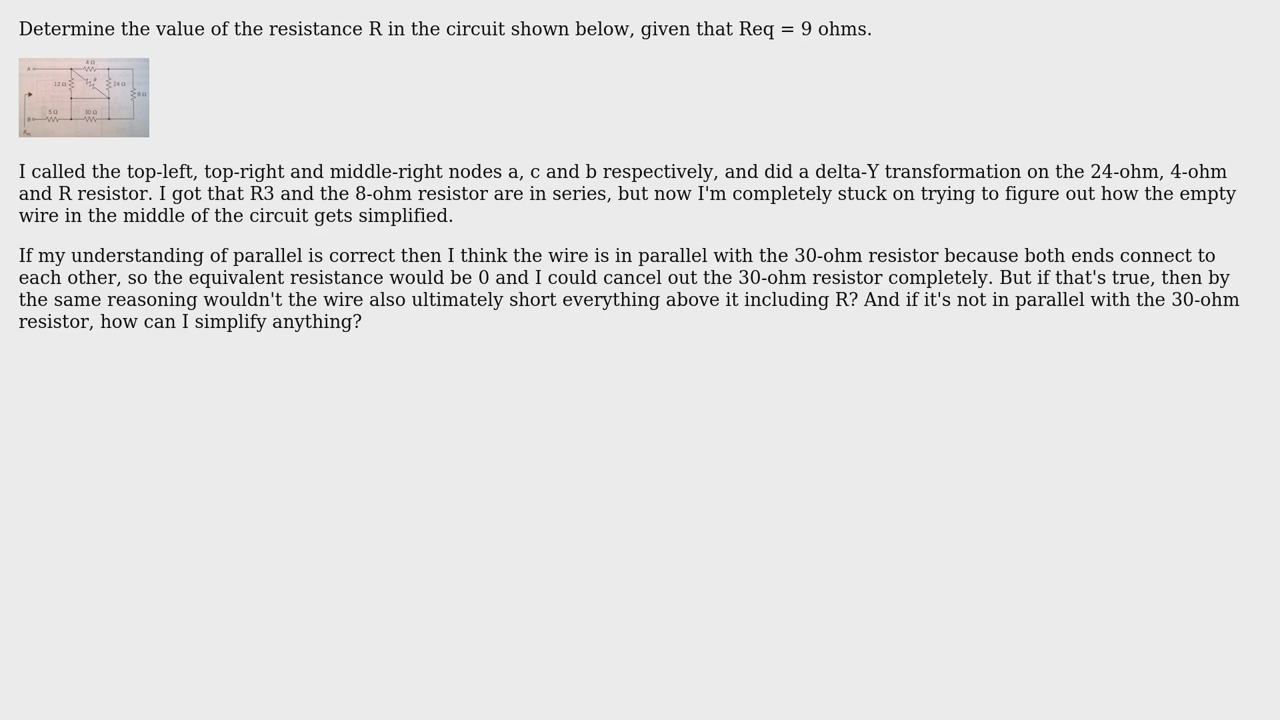 Determine the value of the resistance R in the circuit shown below, given that Req = 9 ohms.
4 Ω
A
12 Ω
R
24 Ω
8 Ω
5 Ω
30 Ω
B
Req
I called the top-left, top-right and middle-right nodes a, c and b respectively, and did a delta-Y transformation on the 24-ohm, 4-ohm
and R resistor. I got that R3 and the 8-ohm resistor are in series, but now I'm completely stuck on trying to figure out how the empty
wire in the middle of the circuit gets simplified.
If my understanding of parallel is correct then I think the wire is in parallel with the 30-ohm resistor because both ends connect to
each other, so the equivalent resistance would be 0 and I could cancel out the 30-ohm resistor completely. But if that's true, then by
the same reasoning wouldn't the wire also ultimately short everything above it including R? And if it's not in parallel with the 30-ohm
resistor, how can I simplify anything?